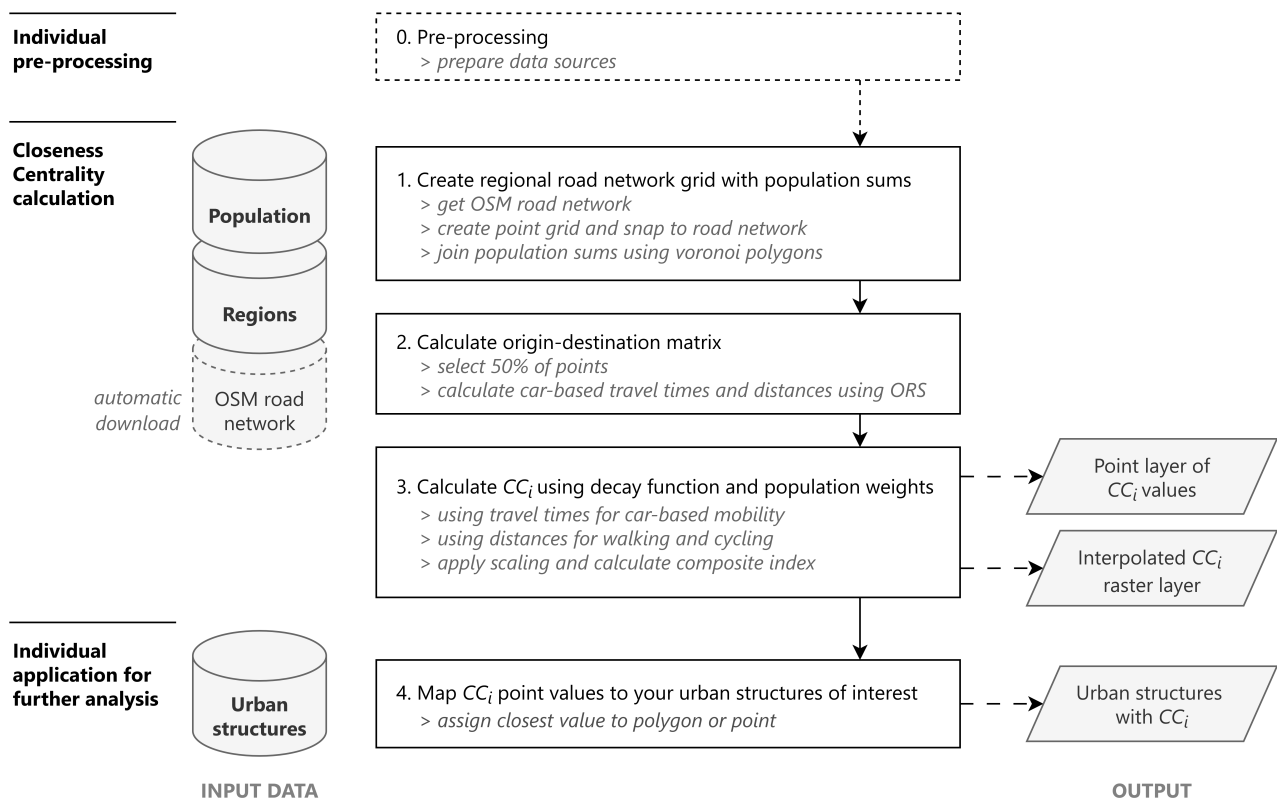 Individual
pre-processing
0. Pre-processing
> prepare data sources
Closeness
Centrality
calculation
Population
Regions
automatic
download
OSM road
network
1. Create regional road network grid with population sums
> get OSM road network
> create point grid and snap to road network
> join population sums using voronoi polygons
2. Calculate origin-destination matrix
> select 50% of points
> calculate car-based travel times and distances using ORS
3. Calculate CCi using decay function and population weights
> using travel times for car-based mobility
> using distances for walking and cycling
> apply scaling and calculate composite index
Point layer of
CCi values
Interpolated CCi
raster layer
Individual
application for
further analysis
Urban
structures
4. Map CCi point values to your urban structures of interest
> assign closest value to polygon or point
Urban structures
with CCi
INPUT DATA
OUTPUT